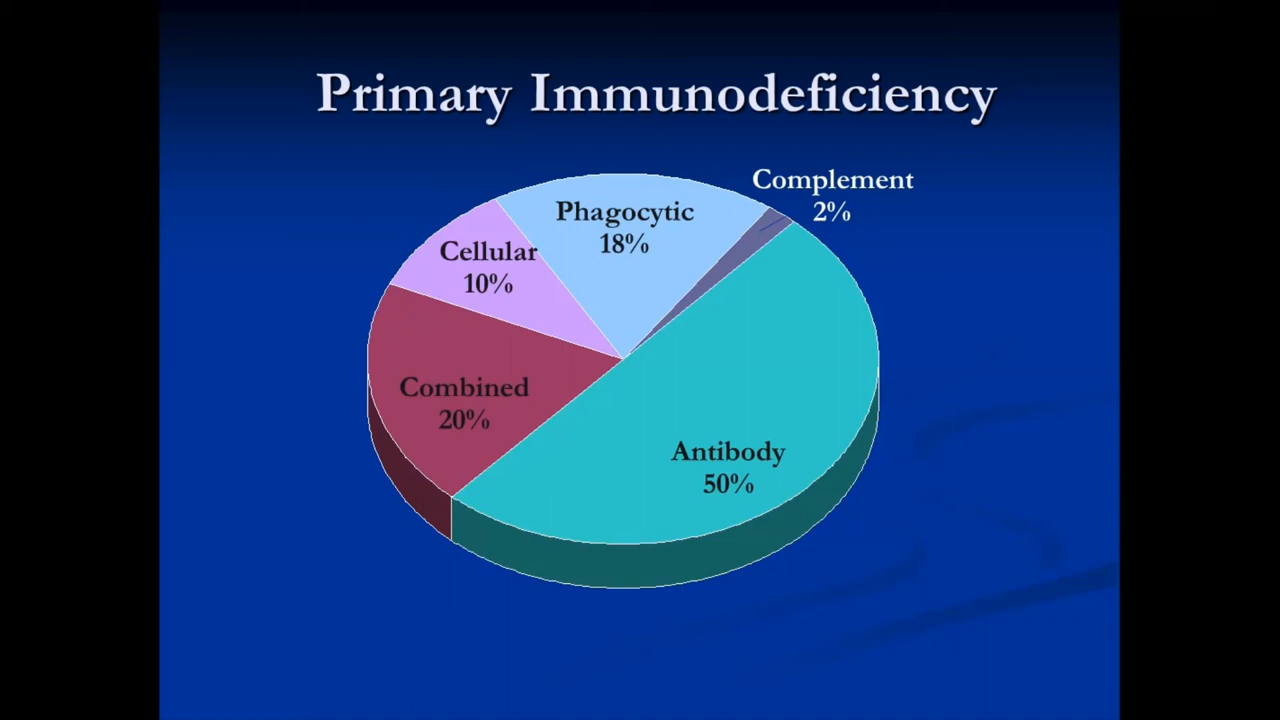 Primary Immunodeficiency
Complement
2%
Phagocytic
18%
Cellular
10%
Combined
20%
Antibody
50%